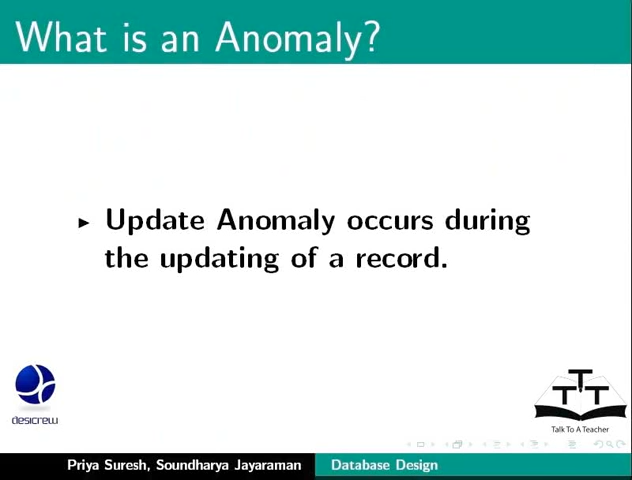 What is an Anomaly?
▸ Update Anomaly occurs during
the updating of a record.
desicrew
TTT
Talk To A Teacher
Priya Suresh, Soundharya Jayaraman
Database Design